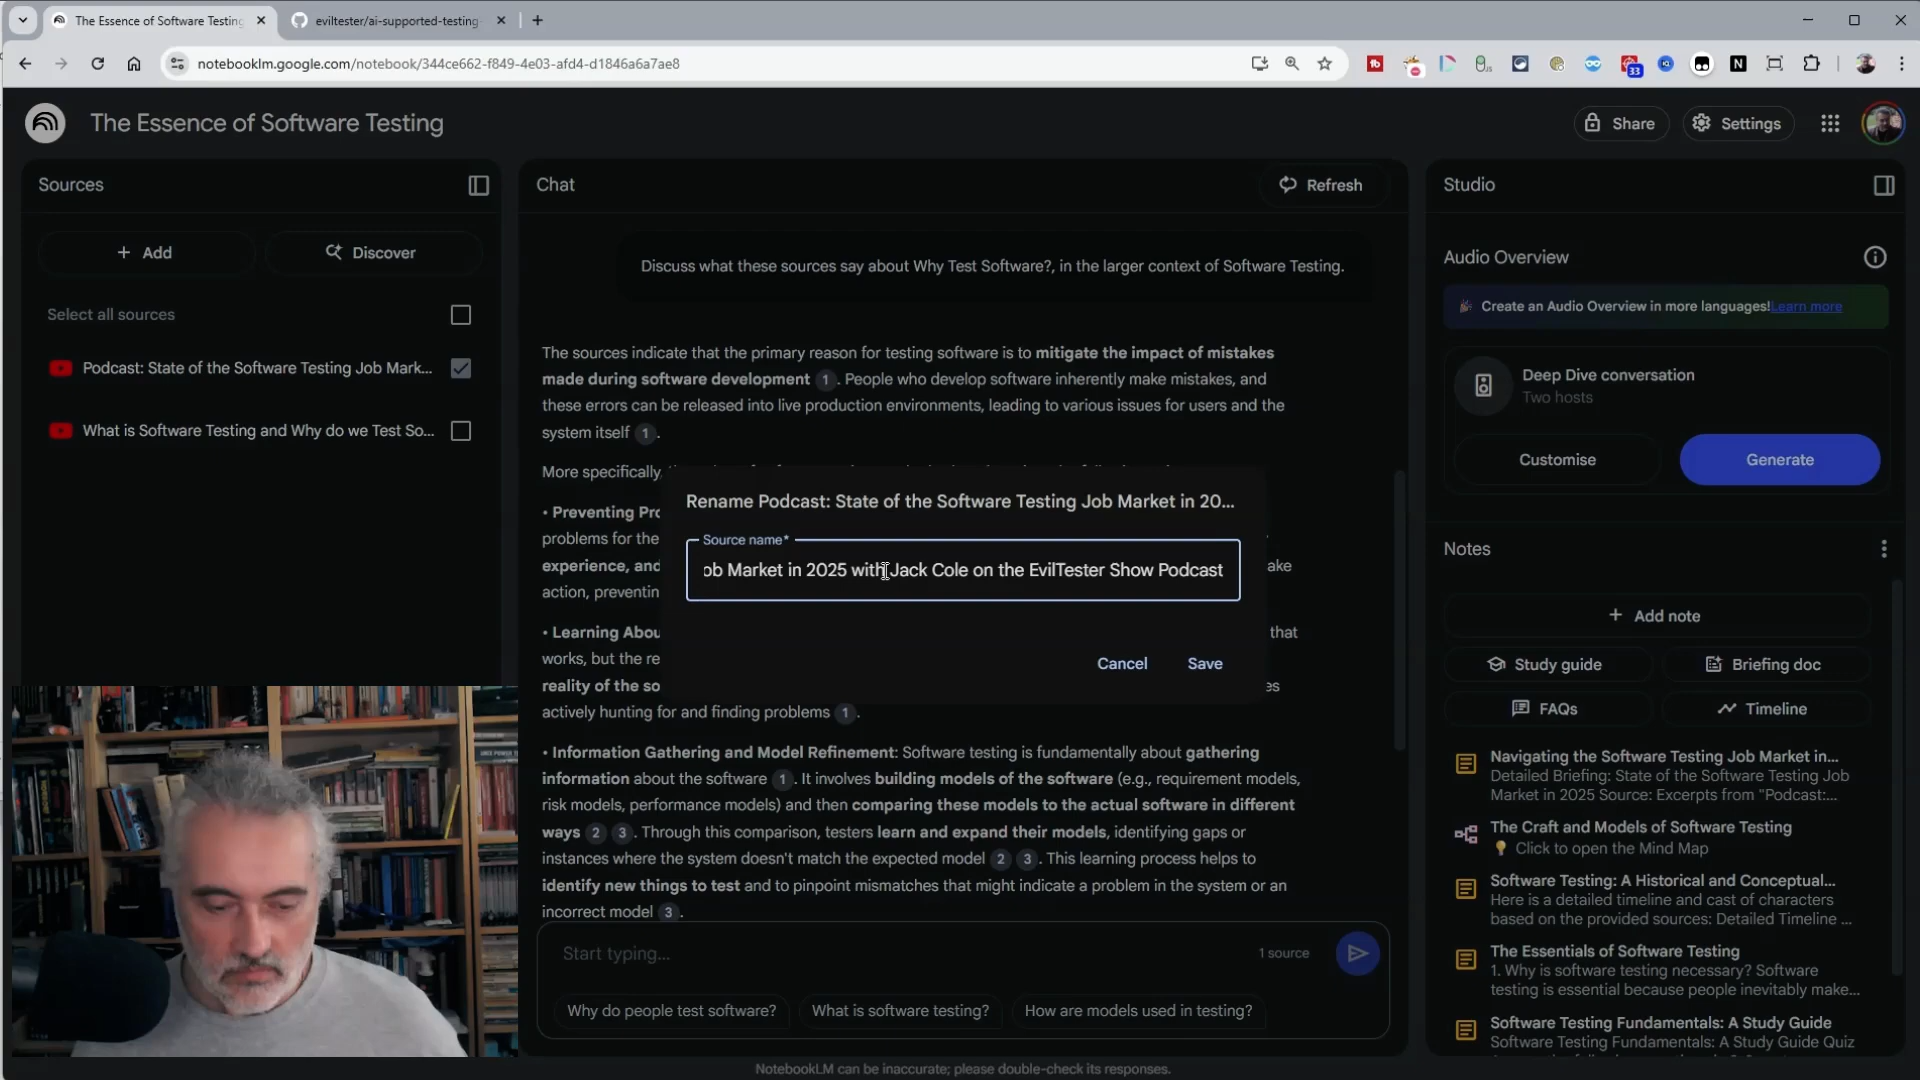 The Essence of Software Testing
eviltester/ai-supported-testing-
notebooklm.google.com/notebook/344ce662-f849-4e03-afd4-d1846a6a7ae8
33
The Essence of Software Testing
Share
Settings
Sources
Add
Discover
Select all sources
Podcast: State of the Software Testing Job Mark...
What is Software Testing and Why do we Test So...
Chat
Refresh
Discuss what these sources say about Why Test Software?, in the larger context of Software Testing.
The sources indicate that the primary reason for testing software is to mitigate the impact of mistakes
made during software development 1. People who develop software inherently make mistakes, and
these errors can be released into live production environments, leading to various issues for users and the
system itself 1.
More specifically,
• Preventing Pro
problems for the
experience, and
ake
action, preventin
• Learning Abou
that
works, but the re
reality of the so
es
actively hunting for and finding problems 1.
• Information Gathering and Model Refinement: Software testing is fundamentally about gathering
information about the software 1. It involves building models of the software (e.g., requirement models,
risk models, performance models) and then comparing these models to the actual software in different
ways 2 3. Through this comparison, testers learn and expand their models, identifying gaps or
instances where the system doesn't match the expected model 2 3. This learning process helps to
identify new things to test and to pinpoint mismatches that might indicate a problem in the system or an
incorrect model 3.
Rename Podcast: State of the Software Testing Job Market in 20...
Source name*
ob Market in 2025 with Jack Cole on the EvilTester Show Podcast
Cancel
Save
Start typing...
1 source
Why do people test software?
What is software testing?
How are models used in testing?
NotebookLM can be inaccurate; please double-check its responses.
Studio
Audio Overview
Create an Audio Overview in more languages! Learn more
Deep Dive conversation
Two hosts
Customise
Generate
Notes
Add note
Study guide
Briefing doc
FAQs
Timeline
Navigating the Software Testing Job Market in...
Detailed Briefing: State of the Software Testing Job
Market in 2025 Source: Excerpts from "Podcast:...
The Craft and Models of Software Testing
Click to open the Mind Map
Software Testing: A Historical and Conceptual...
Here is a detailed timeline and cast of characters
based on the provided sources: Detailed Timeline ...
The Essentials of Software Testing
1. Why is software testing necessary? Software
testing is essential because people inevitably make...
Software Testing Fundamentals: A Study Guide
Software Testing Fundamentals: A Study Guide Quiz